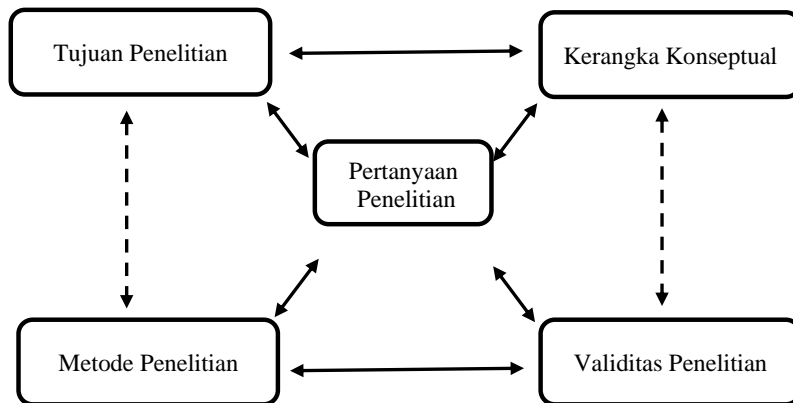 Tujuan Penelitian
Kerangka Konseptual
Pertanyaan
Penelitian
Metode Penelitian
Validitas Penelitian